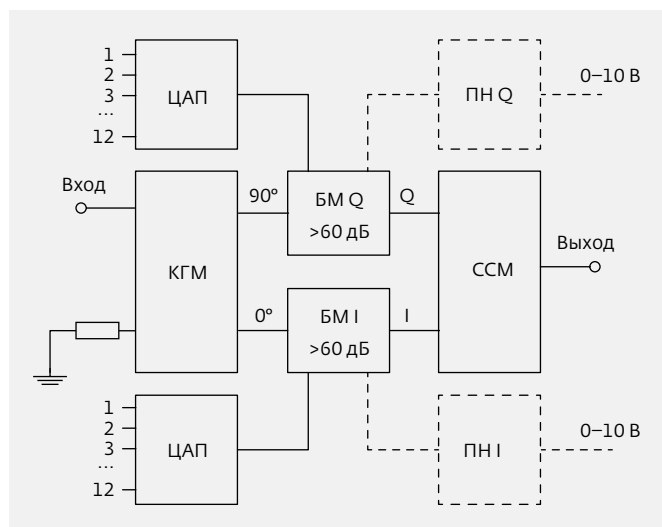 1
2
3
...
12
ЦАП
ПН Q
0–10 В
Вход
КГМ
90°
БМ Q
>60 дБ
Q
ССМ
Выход
0°
БМ I
>60 дБ
I
1
2
3
...
12
ЦАП
ПН I
0–10 В